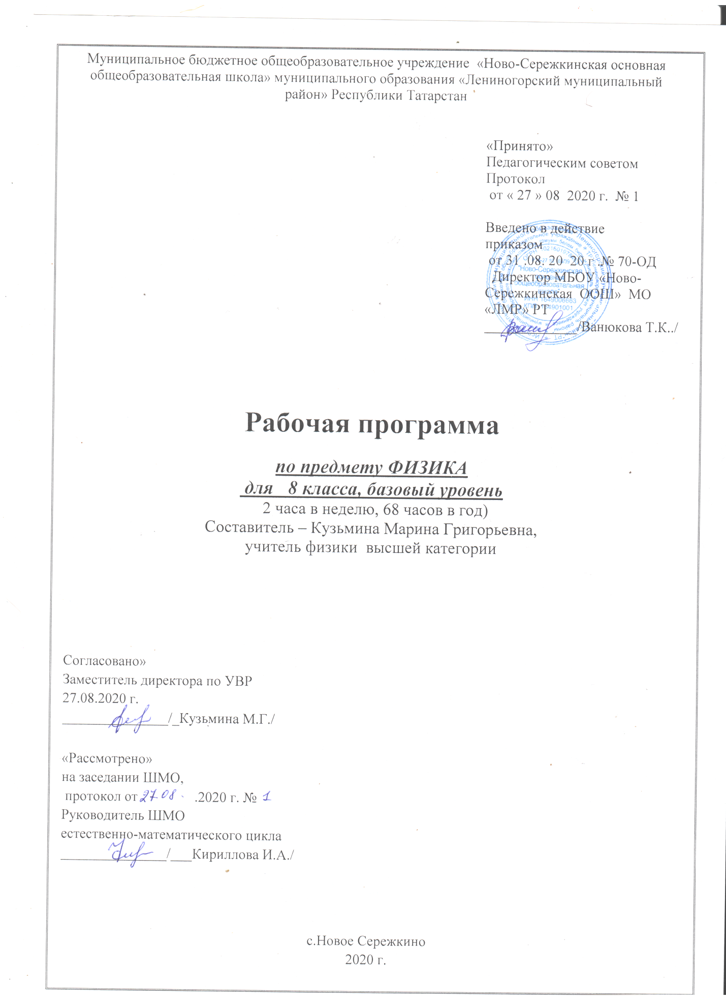 Муниципальное бюджетное общеобразовательное учреждение «Ново-Сережкинская основная
общеобразовательная школа» муниципального образования «Лениногорский муниципальный
район» Республики Татарстан
«Принято»
Педагогическим советом
Протокол
от « 27 » 08 2020 г. № 1
Введено в действие
приказом
от 31 .08. 20 20 г .№ 70-ОД
Директор МБОУ «Ново-
Сережкинская ООШ» МО
«ЛМР» РТ
_____________/Ванюкова Т.К../
"Ново-Сережкинская
основная
общеобразовательная
школа"
ИНН 1649006663
КПП 164901001
Рабочая программа
по предмету ФИЗИКА
для 8 класса, базовый уровень
2 часа в неделю, 68 часов в год)
Составитель – Кузьмина Марина Григорьевна,
учитель физики высшей категории
Согласовано»
Заместитель директора по УВР
27.08.2020 г.
_______________/_Кузьмина М.Г./
«Рассмотрено»
на заседании ШМО,
протокол от 27.08. .2020 г. № 1
Руководитель ШМО
естественно-математического цикла
_______________/___Кириллова И.А./
с.Новое Сережкино
2020 г.